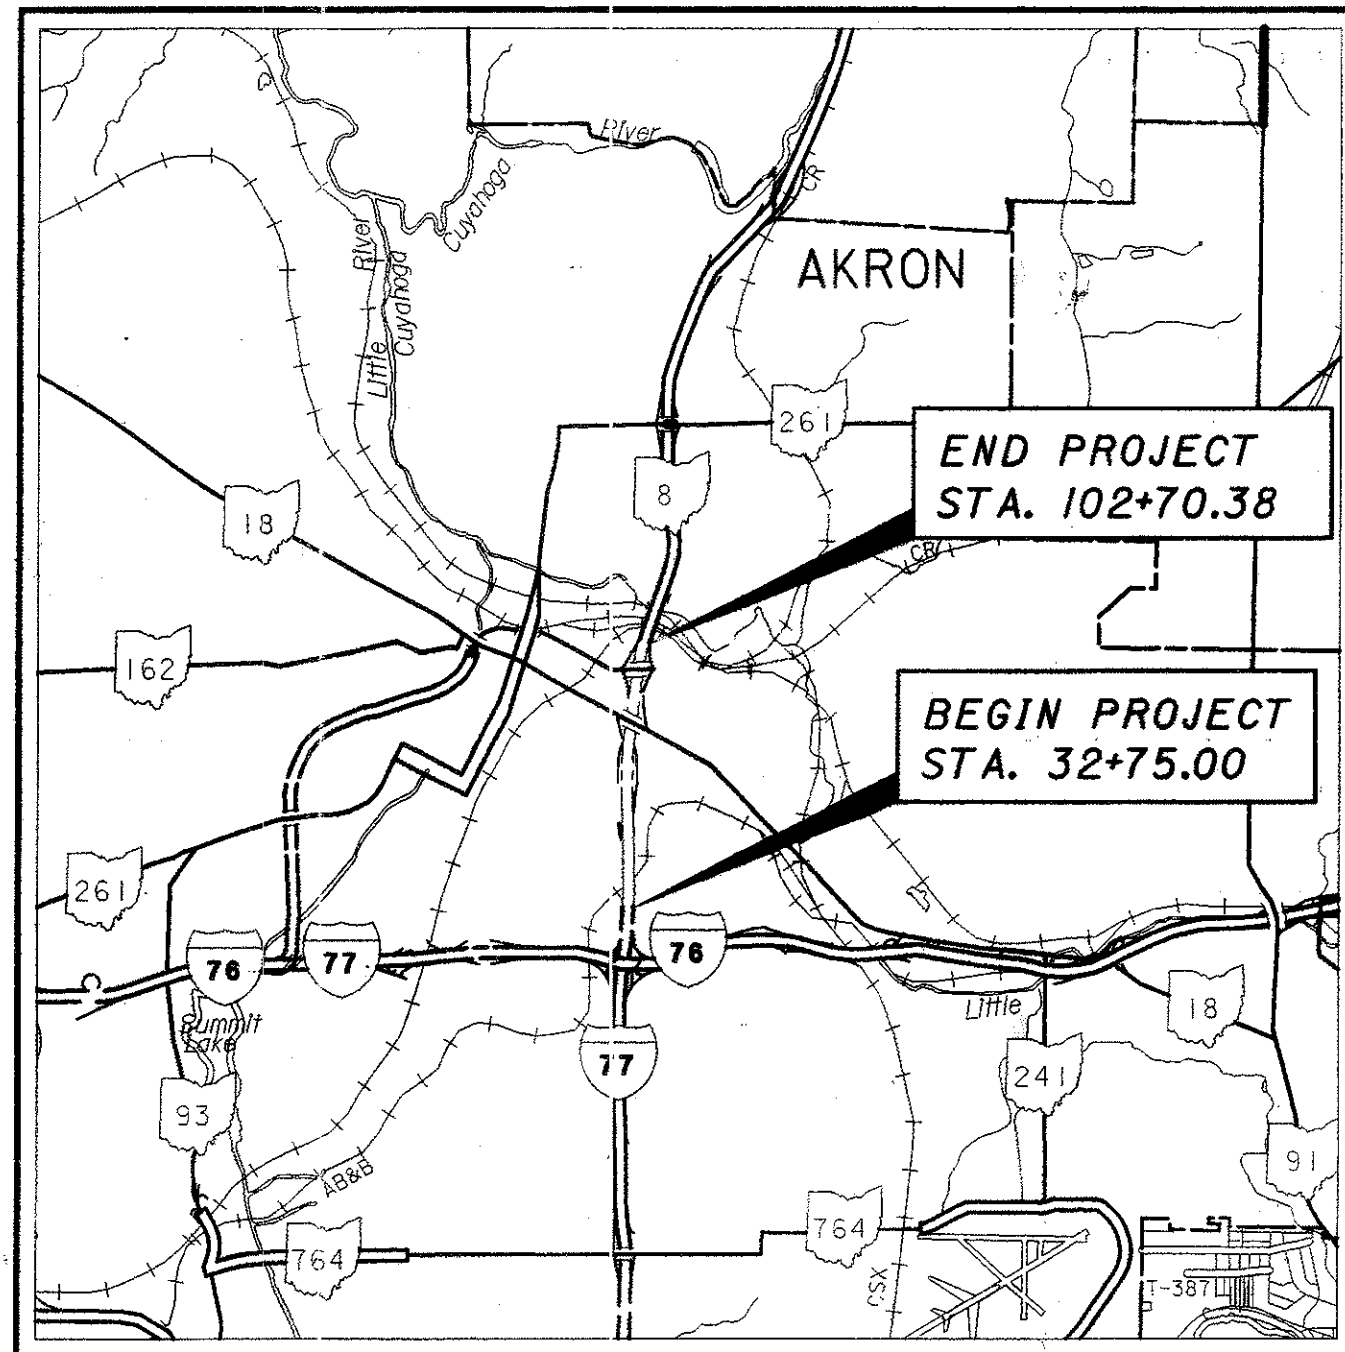 River
CR
Cuyahoga
River
Cuyahoga
Little
AKRON
261
8
18
END PROJECT
STA. 102+70.38
CR
162
BEGIN PROJECT
STA. 32+75.00
261
76
77
76
Little
18
Summit
Lake
77
241
93
91
AB&B
764
764
CSX
T-387